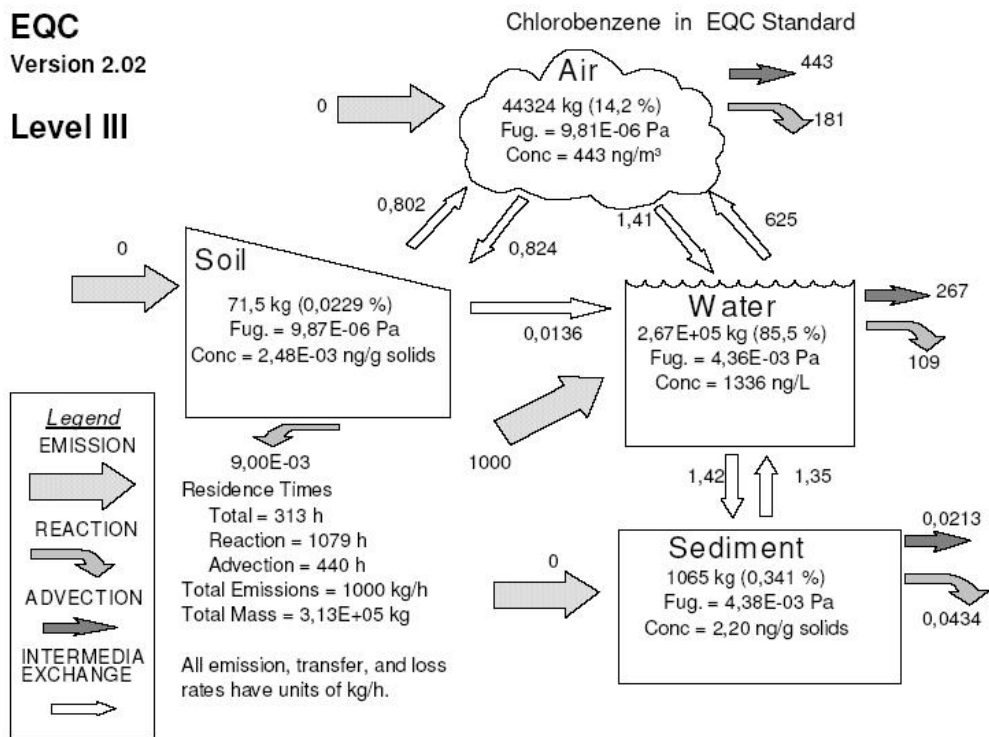 EQC
Version 2.02
Level III
Chlorobenzene in EQC Standard
Air
44324 kg (14,2 %)
Fug. = 9,81E-06 Pa
Conc = 443 ng/m³
0
443
181
0,802
0,824
1,41
625
0
Soil
71,5 kg (0,0229 %)
Fug. = 9,87E-06 Pa
Conc = 2,48E-03 ng/g solids
0,0136
Water
2,67E+05 kg (85,5 %)
Fug. = 4,36E-03 Pa
Conc = 1336 ng/L
267
109
1000
9,00E-03
1,42
1,35
Legend
EMISSION
REACTION
ADVECTION
INTERMEDIA
EXCHANGE
Residence Times
Total = 313 h
Reaction = 1079 h
Advection = 440 h
Total Emissions = 1000 kg/h
Total Mass = 3,13E+05 kg
All emission, transfer, and loss
rates have units of kg/h.
0
Sediment
1065 kg (0,341 %)
Fug. = 4,38E-03 Pa
Conc = 2,20 ng/g solids
0,0213
0,0434